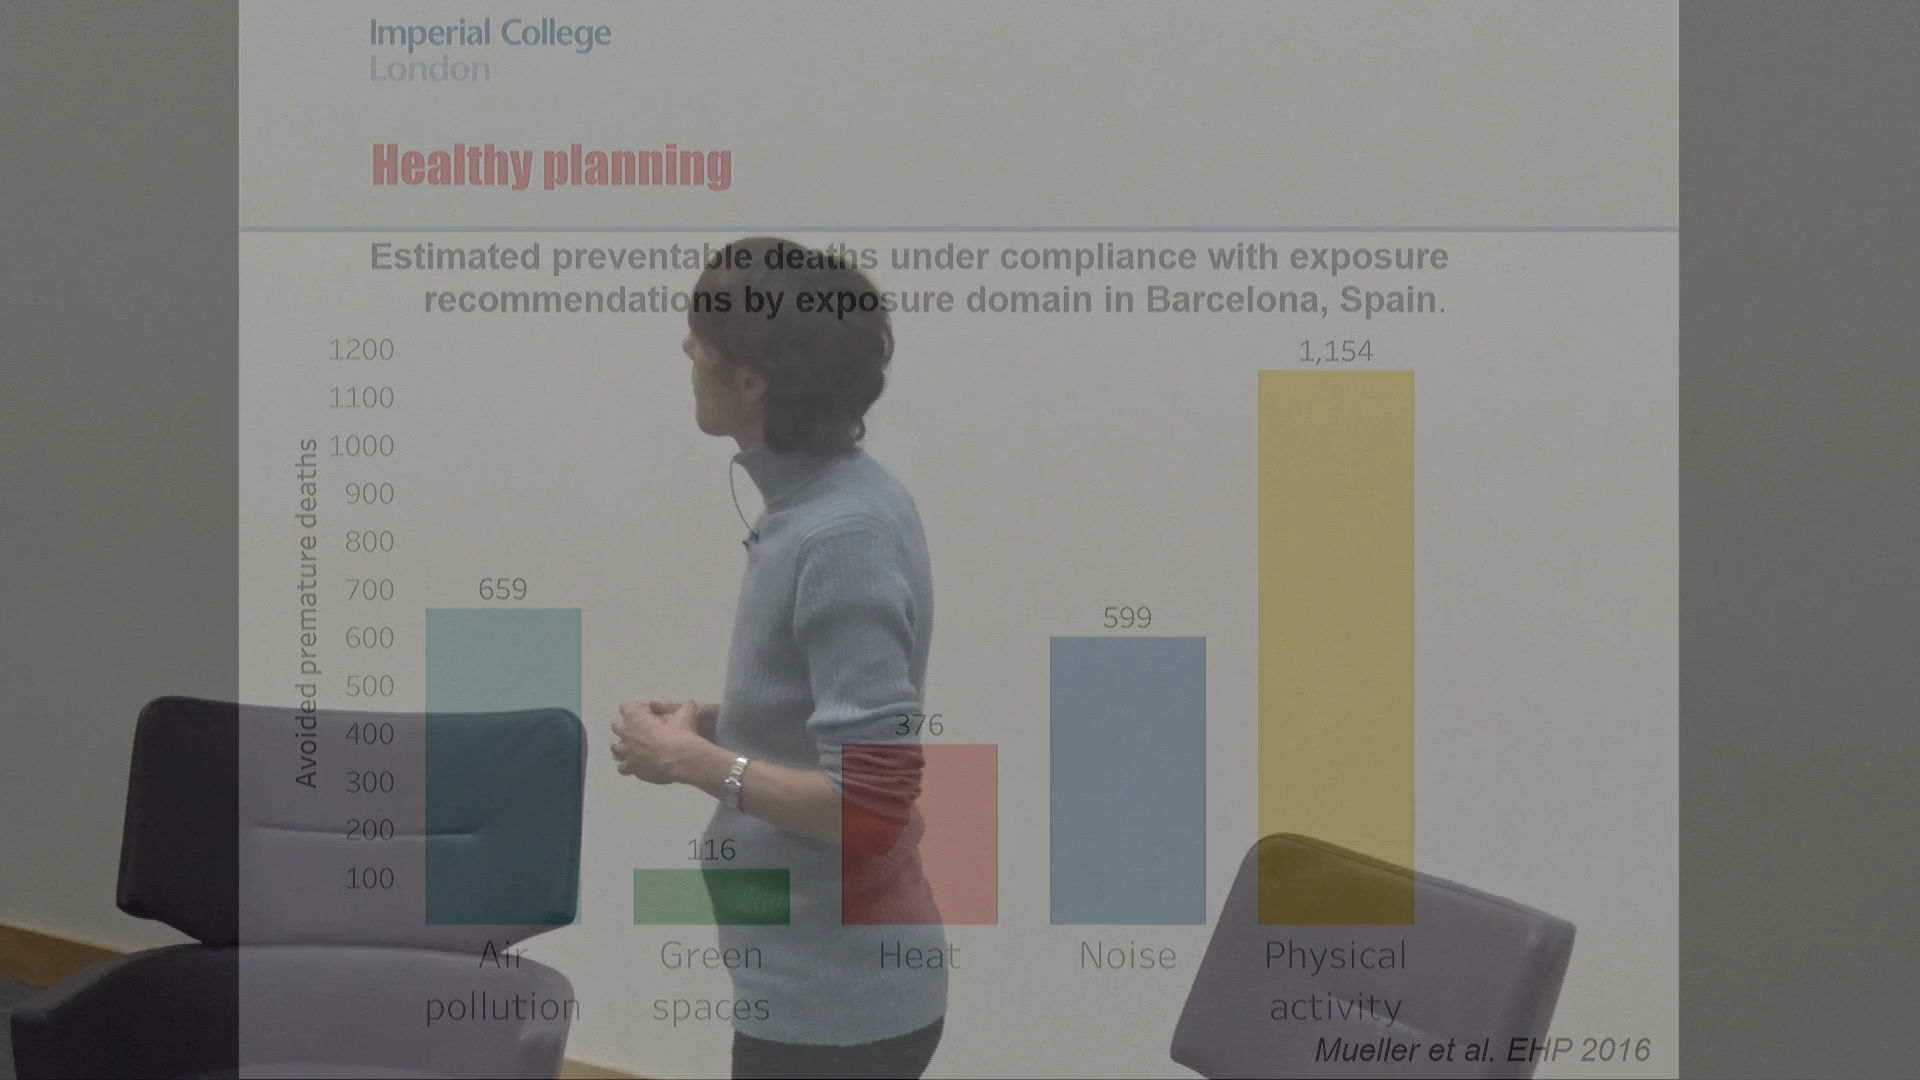 Imperial College
London
Healthy planning
Estimated preventable deaths under compliance with exposure
recommendations by exposure domain in Barcelona, Spain.
Avoided premature deaths
1200
1100
1000
900
800
700
600
500
400
300
200
100
659
116
376
599
1,154
Air
pollution
Green
spaces
Heat
Noise
Physical
activity
Mueller et al. EHP 2016